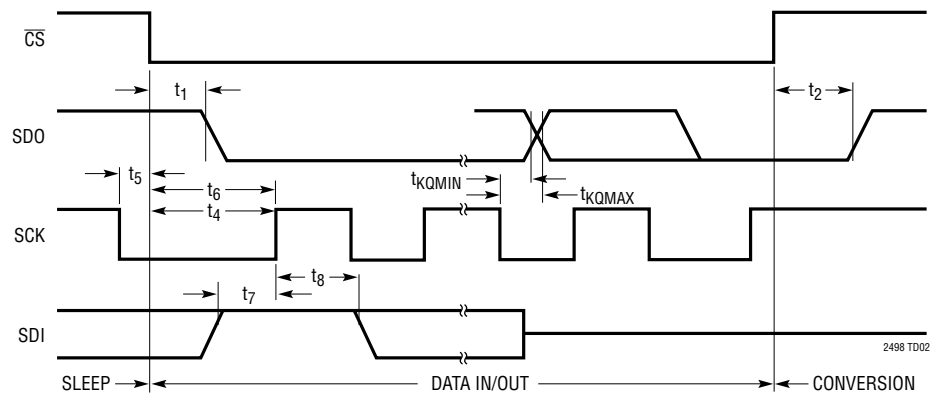 CS
t1
t2
SDO
t5
t6
tKQMIN
t4
tKQMAX
SCK
t8
t7
SDI
2498 TD02
SLEEP
DATA IN/OUT
CONVERSION